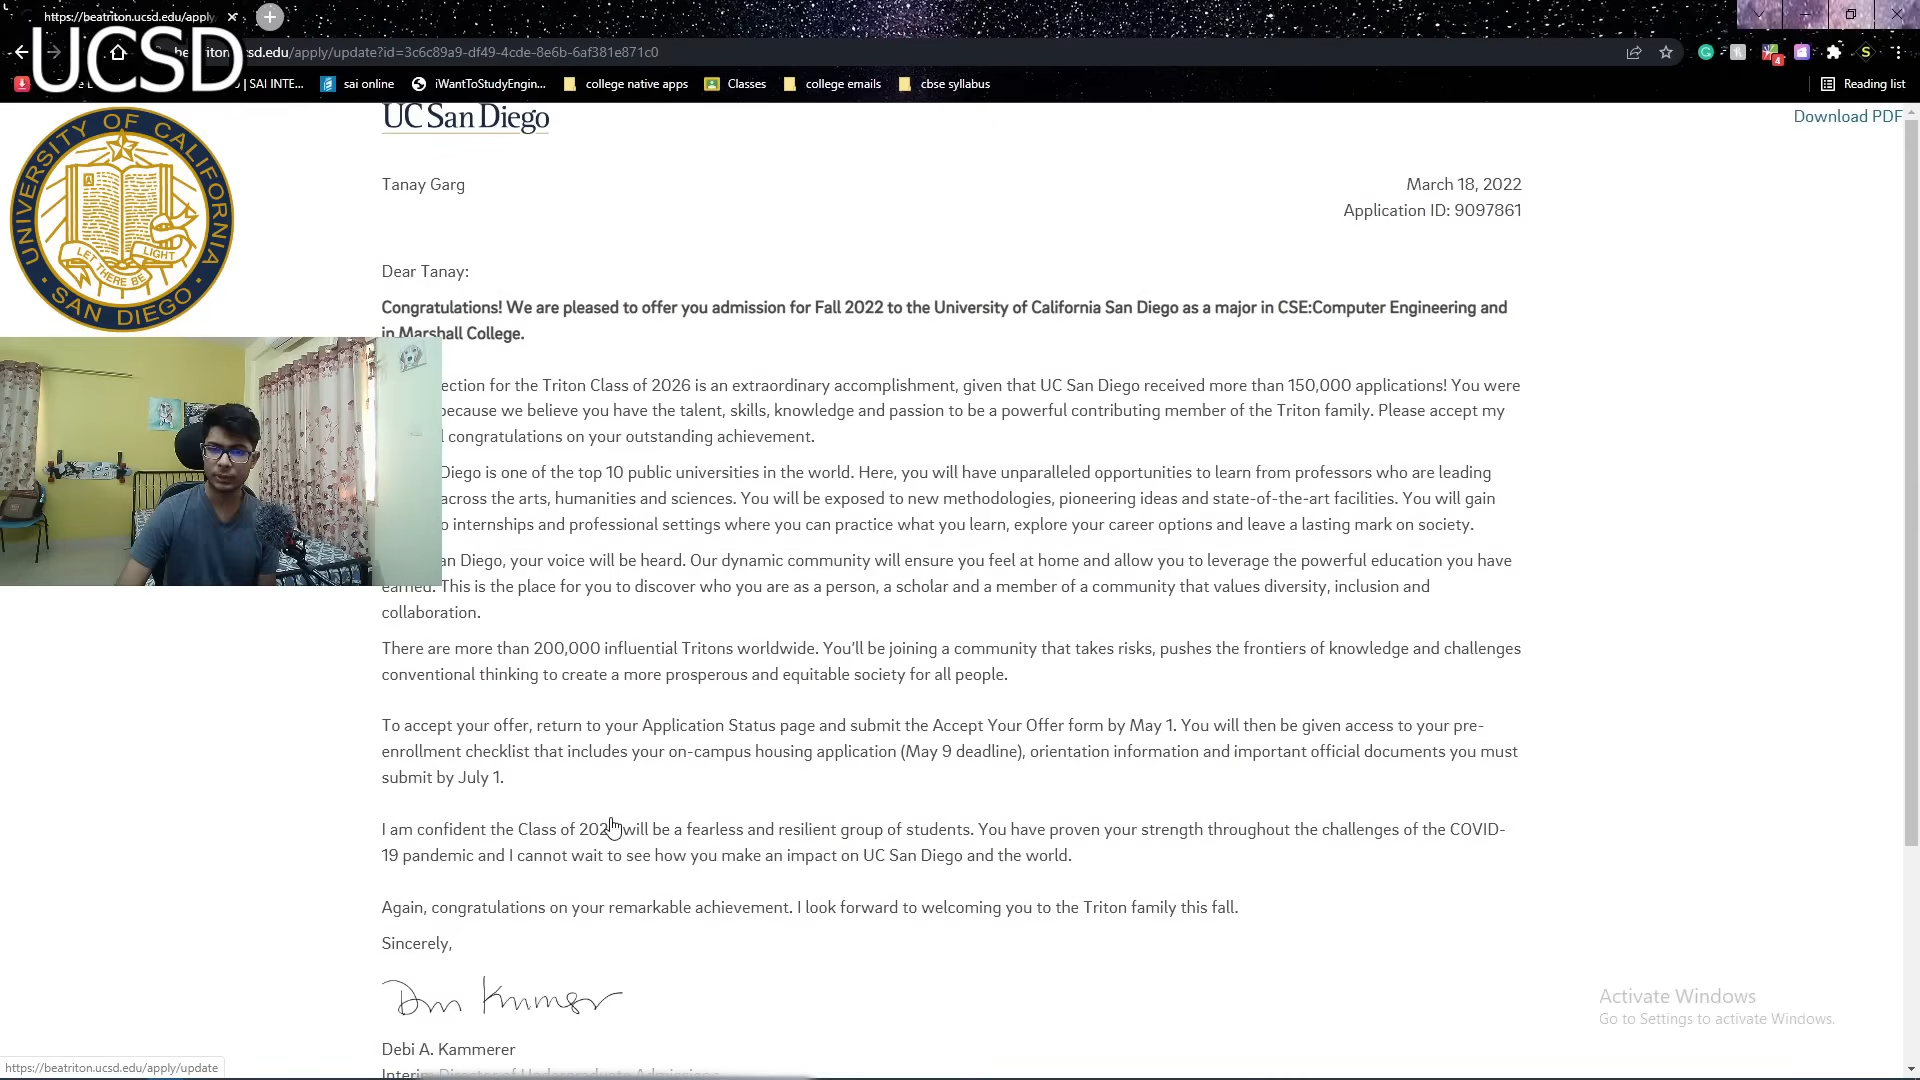 https://beatriton.ucsd.edu/apply
UCSD
sd.edu/apply/update?id=3c6c89a9-df49-4cde-8e6b-6af381e871c0
| SAI INTE...
sai online
iWantToStudyEngin...
college native apps
Classes
college emails
cbse syllabus
Reading list
UC San Diego
Download PDF
UNIVERSITY OF CALIFORNIA
SAN DIEGO
LET THERE BE LIGHT
Tanay Garg
March 18, 2022
Application ID: 9097861
Dear Tanay:
Congratulations! We are pleased to offer you admission for Fall 2022 to the University of California San Diego as a major in CSE:Computer Engineering and
in Marshall College.
ection for the Triton Class of 2026 is an extraordinary accomplishment, given that UC San Diego received more than 150,000 applications! You were
because we believe you have the talent, skills, knowledge and passion to be a powerful contributing member of the Triton family. Please accept my
l congratulations on your outstanding achievement.
Diego is one of the top 10 public universities in the world. Here, you will have unparalleled opportunities to learn from professors who are leading
across the arts, humanities and sciences. You will be exposed to new methodologies, pioneering ideas and state-of-the-art facilities. You will gain
o internships and professional settings where you can practice what you learn, explore your career options and leave a lasting mark on society.
an Diego, your voice will be heard. Our dynamic community will ensure you feel at home and allow you to leverage the powerful education you have
earned. This is the place for you to discover who you are as a person, a scholar and a member of a community that values diversity, inclusion and
collaboration.
There are more than 200,000 influential Tritons worldwide. You'll be joining a community that takes risks, pushes the frontiers of knowledge and challenges
conventional thinking to create a more prosperous and equitable society for all people.
To accept your offer, return to your Application Status page and submit the Accept Your Offer form by May 1. You will then be given access to your pre-
enrollment checklist that includes your on-campus housing application (May 9 deadline), orientation information and important official documents you must
submit by July 1.
I am confident the Class of 202 will be a fearless and resilient group of students. You have proven your strength throughout the challenges of the COVID-
19 pandemic and I cannot wait to see how you make an impact on UC San Diego and the world.
Again, congratulations on your remarkable achievement. I look forward to welcoming you to the Triton family this fall.
Sincerely,
Debi A. Kammerer
Interim Director of Undergraduate Admissions
Activate Windows
Go to Settings to activate Windows.
https://beatriton.ucsd.edu/apply/update